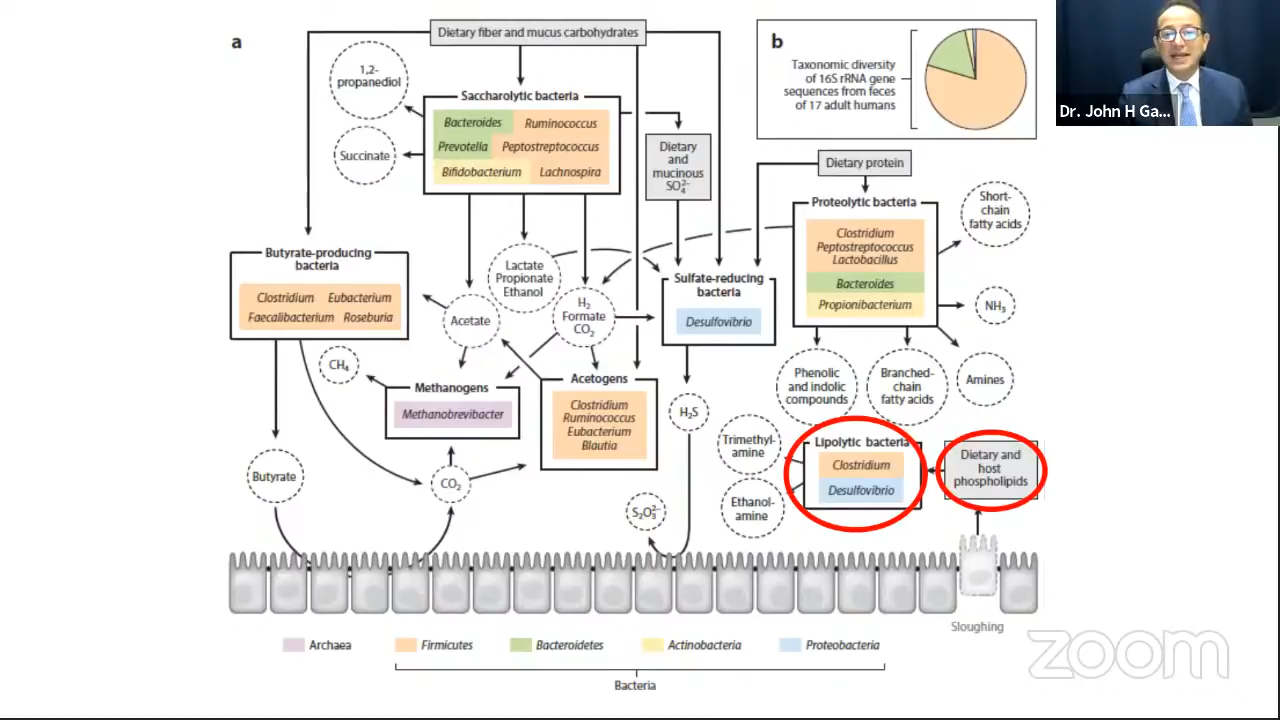 a
Dietary fiber and mucus carbohydrates
1,2-
propanediol
Succinate
Saccharolytic bacteria
Bacteroides
Ruminococcus
Prevotella
Peptostreptococcus
Bifidobacterium
Lachnospira
Dietary
and
mucinous
SO₄²⁻
b
Taxonomic diversity
of 16S rRNA gene
sequences from feces
of 17 adult humans
Dr. John H Ga...
Dietary protein
Proteolytic bacteria
Clostridium
Peptostreptococcus
Lactobacillus
Bacteroides
Propionibacterium
Short-
chain
fatty acids
NH₃
Amines
Branched-
chain
fatty acids
Phenolic
and indolic
compounds
Butyrate-producing
bacteria
Clostridium Eubacterium
Faecalibacterium Roseburia
Lactate
Propionate
Ethanol
Acetate
H₂
Formate
CO₂
Sulfate-reducing
bacteria
Desulfovibrio
CH₄
Methanogens
Methanobrevibacter
Acetogens
Clostridium
Ruminococcus
Eubacterium
Blautia
H₂S
Trimethyl-
amine
Ethanol-
amine
Lipolytic bacteria
Clostridium
Desulfovibrio
Dietary and
host
phospholipids
Butyrate
CO₂
S₂O₃²⁻
Sloughing
Archaea
Firmicutes
Bacteroidetes
Actinobacteria
Proteobacteria
Bacteria
zoom